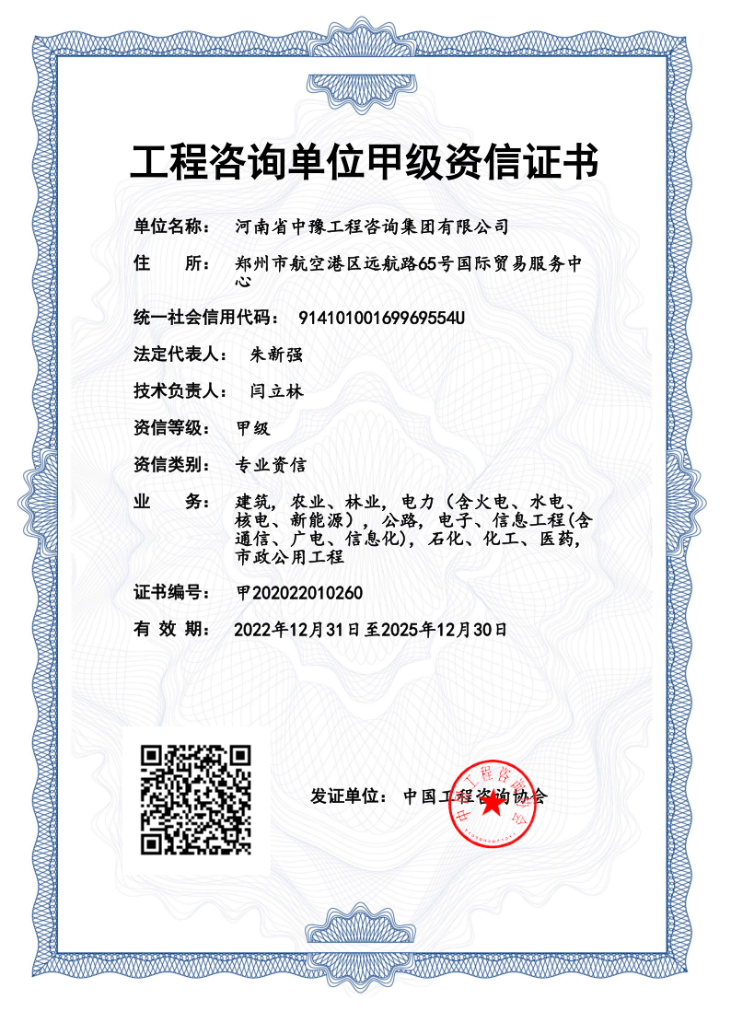 工程咨询单位甲级资信证书
单位名称： 河南省中豫工程咨询集团有限公司
住 所： 郑州市航空港区远航路65号国际贸易服务中
心
统一社会信用代码： 91410100169969554U
法定代表人： 朱新强
技术负责人： 闫立林
资信等级： 甲级
资信类别： 专业资信
业 务： 建筑, 农业、林业, 电力（含火电、水电、
核电、新能源）, 公路, 电子、信息工程(含
通信、广电、信息化), 石化、化工、医药,
市政公用工程
证书编号： 甲202022010260
有 效 期： 2022年12月31日至2025年12月30日
发证单位： 中国工程咨询协会
中国工程咨询协会